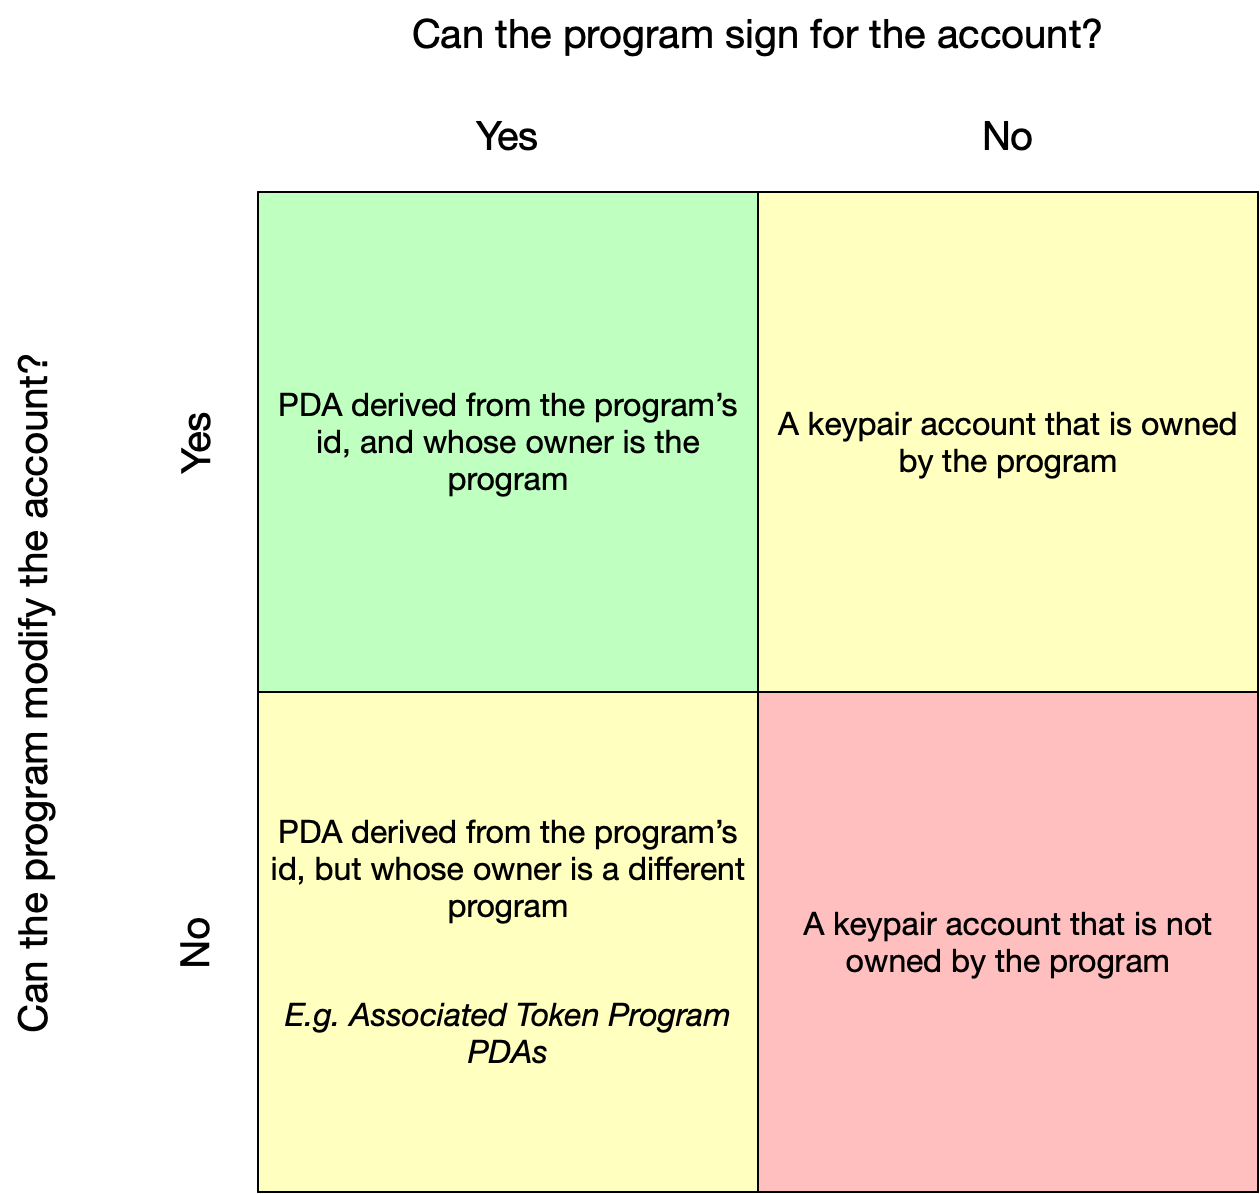 Can the program sign for the account?
Yes
No
Can the program modify the account?
Yes
PDA derived from the program’s
id, and whose owner is the
program
A keypair account that is owned
by the program
No
PDA derived from the program’s
id, but whose owner is a different
program
E.g. Associated Token Program
PDAs
A keypair account that is not
owned by the program